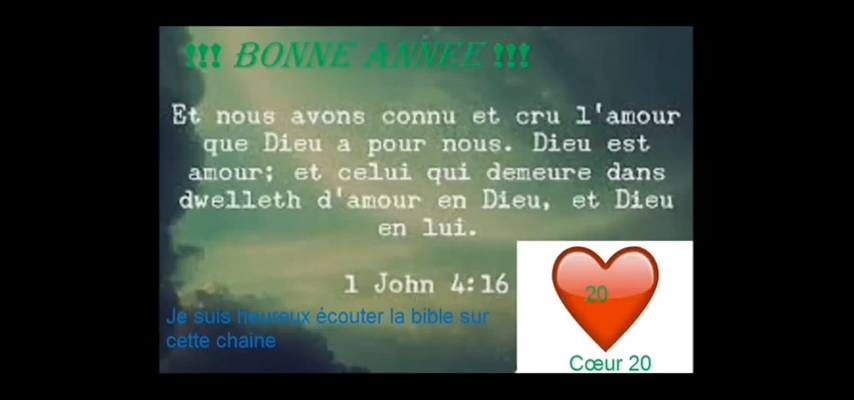 !!! BONNE ANNEE !!!
Et nous avons connu et cru l'amour
que Dieu a pour nous. Dieu est
amour; et celui qui demeure dans
dwelleth d'amour en Dieu, et Dieu
en lui.
1 John 4:16
Je suis heureux écouter la bible sur
cette chaine
20
Cœur 20